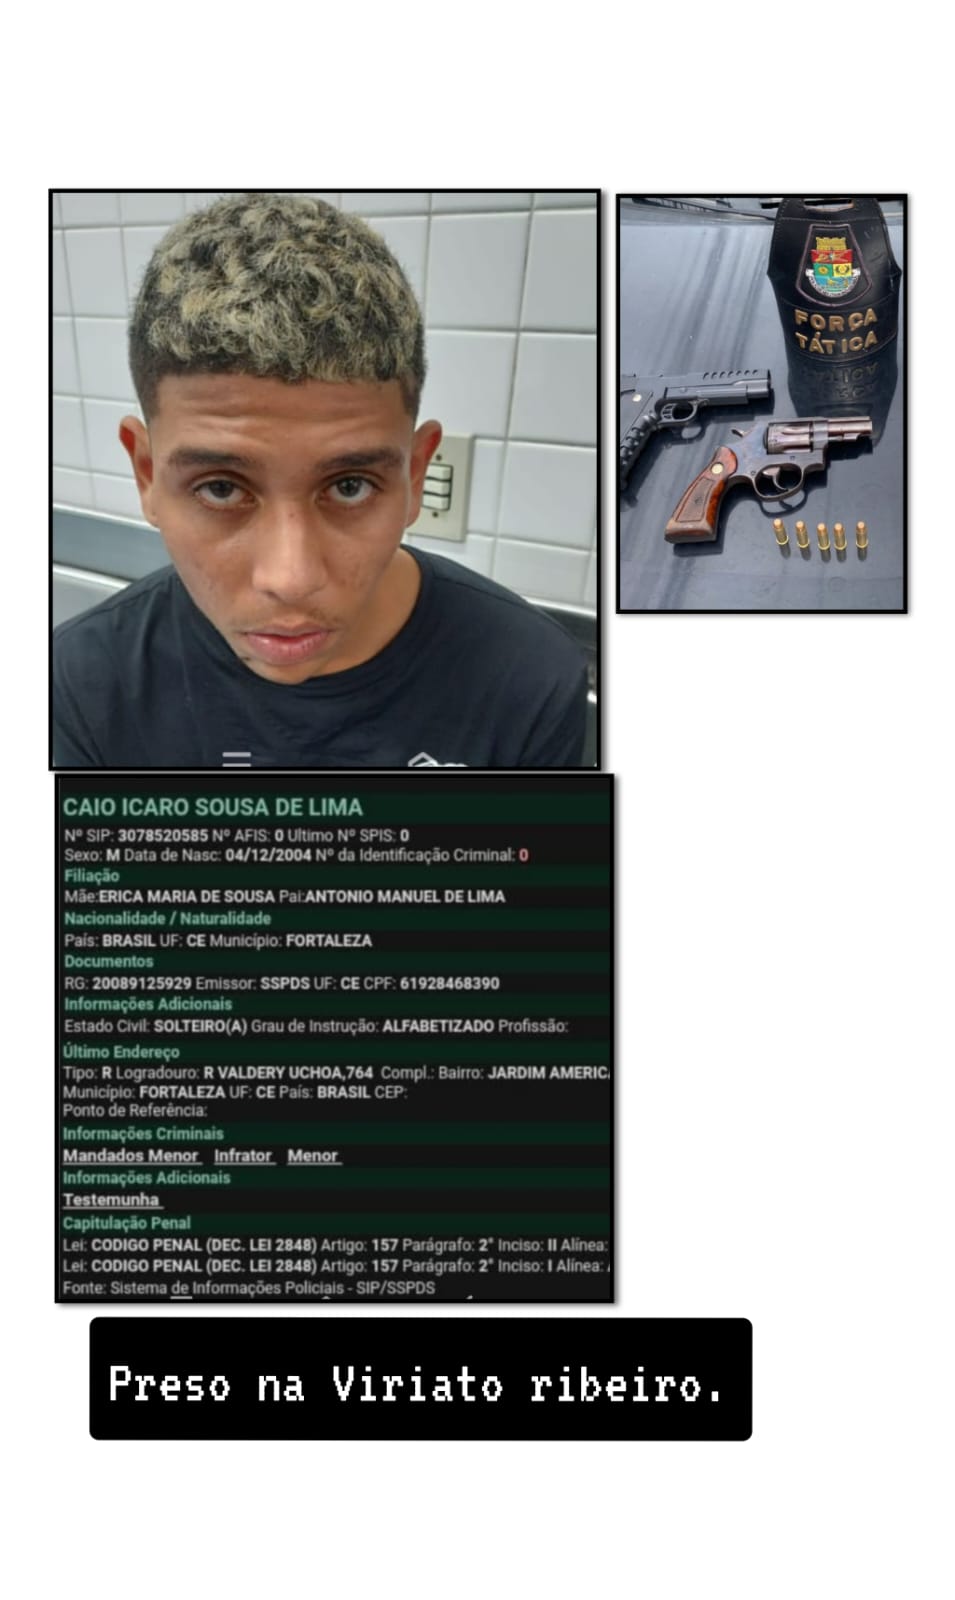 FORÇA
TÁTICA
CAIO ICARO SOUSA DE LIMA
Nº SIP: 3078520585 Nº AFIS: 0 Ultimo Nº SPIS: 0
Sexo: M Data de Nasc: 04/12/2004 Nº da Identificação Criminal: 0
Filiação
Mãe:ERICA MARIA DE SOUSA Pai:ANTONIO MANUEL DE LIMA
Nacionalidade / Naturalidade
País: BRASIL UF: CE Município: FORTALEZA
Documentos
RG: 20089125929 Emissor: SSPDS UF: CE CPF: 61928468390
Informações Adicionais
Estado Civil: SOLTEIRO(A) Grau de Instrução: ALFABETIZADO Profissão:
Último Endereço
Tipo: R Logradouro: R VALDERY UCHOA,764 Compl.: Bairro: JARDIM AMERIC
Município: FORTALEZA UF: CE País: BRASIL CEP:
Ponto de Referência:
Informações Criminais
Mandados Menor Infrator Menor
Informações Adicionais
Testemunha
Capitulação Penal
Lei: CODIGO PENAL (DEC. LEI 2848) Artigo: 157 Parágrafo: 2° Inciso: II Alínea:
Lei: CODIGO PENAL (DEC. LEI 2848) Artigo: 157 Parágrafo: 2° Inciso: I Alínea:
Fonte: Sistema de Informações Policiais - SIP/SSPDS
Preso na Viriato ribeiro.